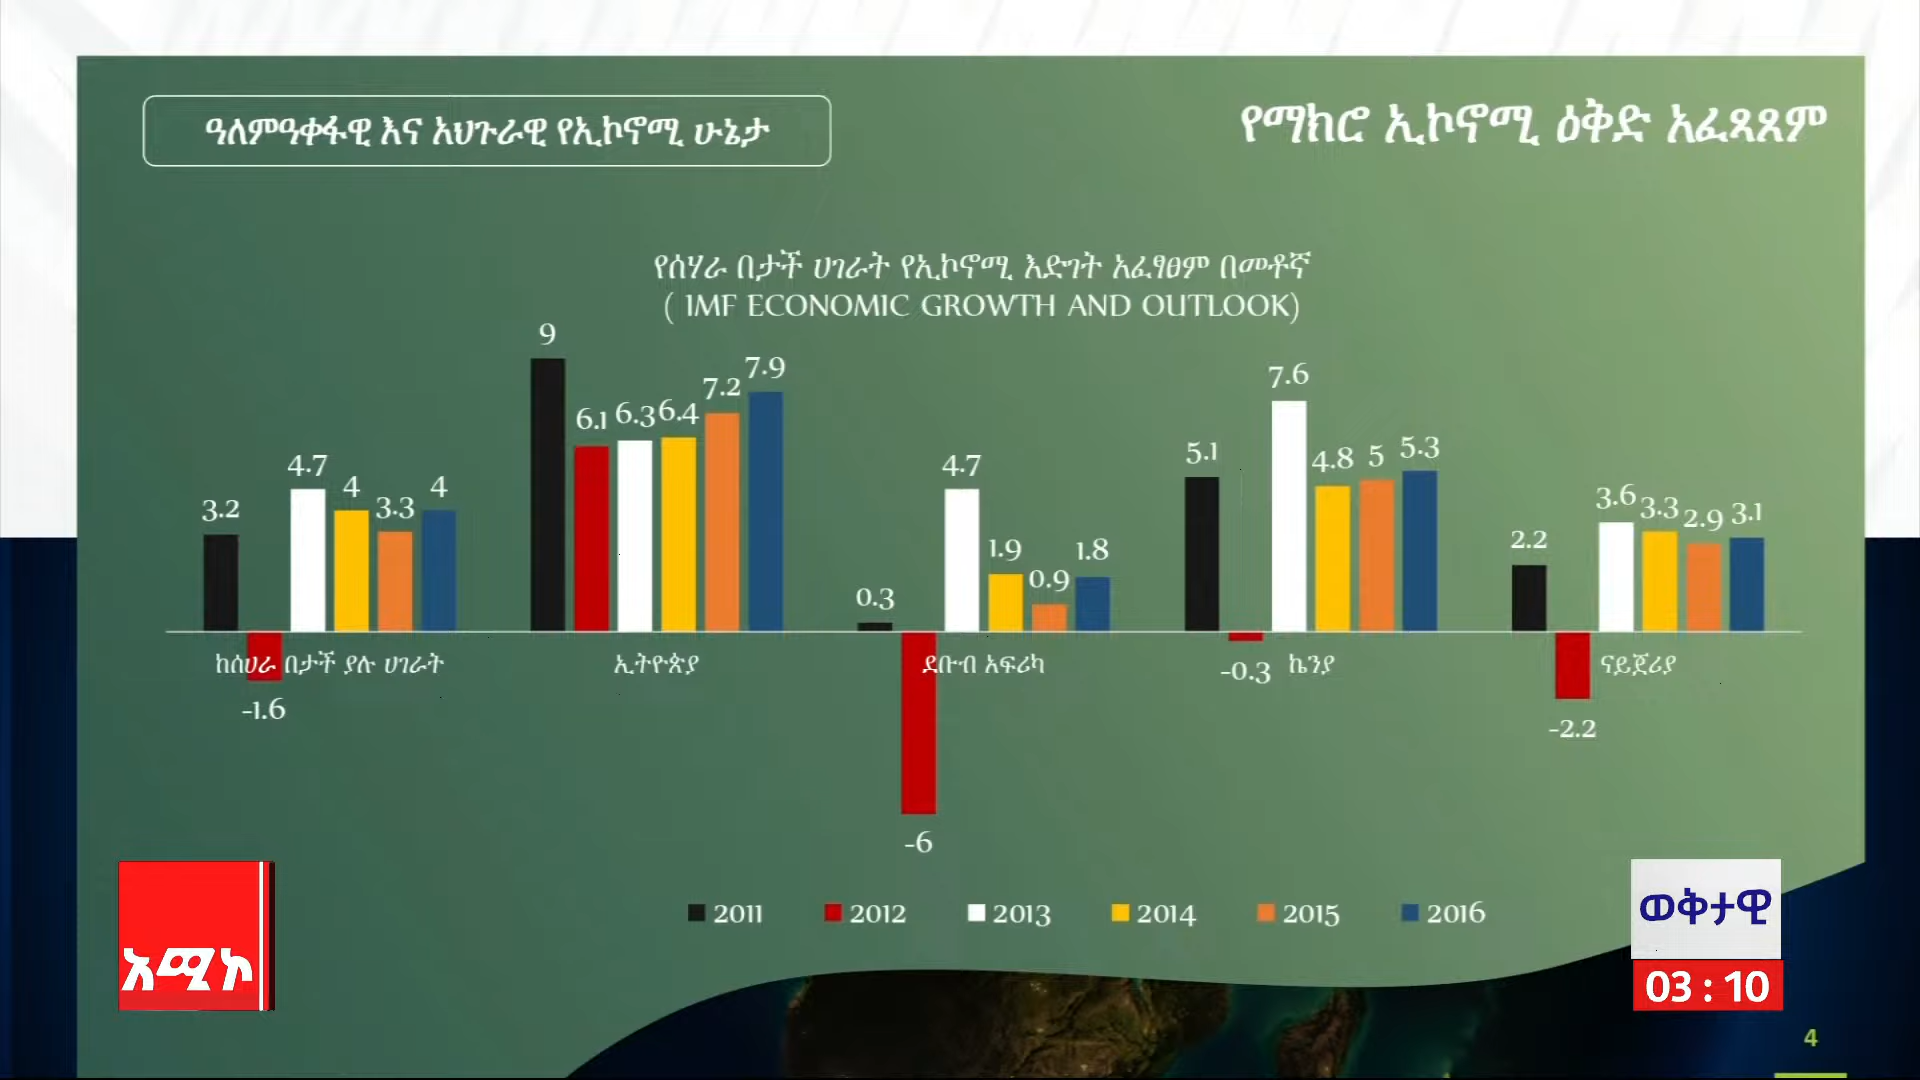 ዓለምዓቀፋዊ እና አህጉራዊ የኢኮኖሚ ሁኔታ
የማክሮ ኢኮኖሚ ዕቅድ አፈጻጸም
የሰሃራ በታች ሀገራት የኢኮኖሚ እድገት አፈፃፀም በመቶኛ
( IMF ECONOMIC GROWTH AND OUTLOOK)
3.2 -1.6 4.7 4 3.3 4
9 6.1 6.3 6.4 7.2 7.9
0.3 -6 4.7 1.9 0.9 1.8
5.1 -0.3 7.6 4.8 5 5.3
2.2 -2.2 3.6 3.3 2.9 3.1
ከሰሀራ በታች ያሉ ሀገራት
ኢትዮጵያ
ደቡብ አፍሪካ
ኬንያ
ናይጀሪያ
2011 2012 2013 2014 2015 2016
አሚኮ
ወቅታዊ
03 : 10
4